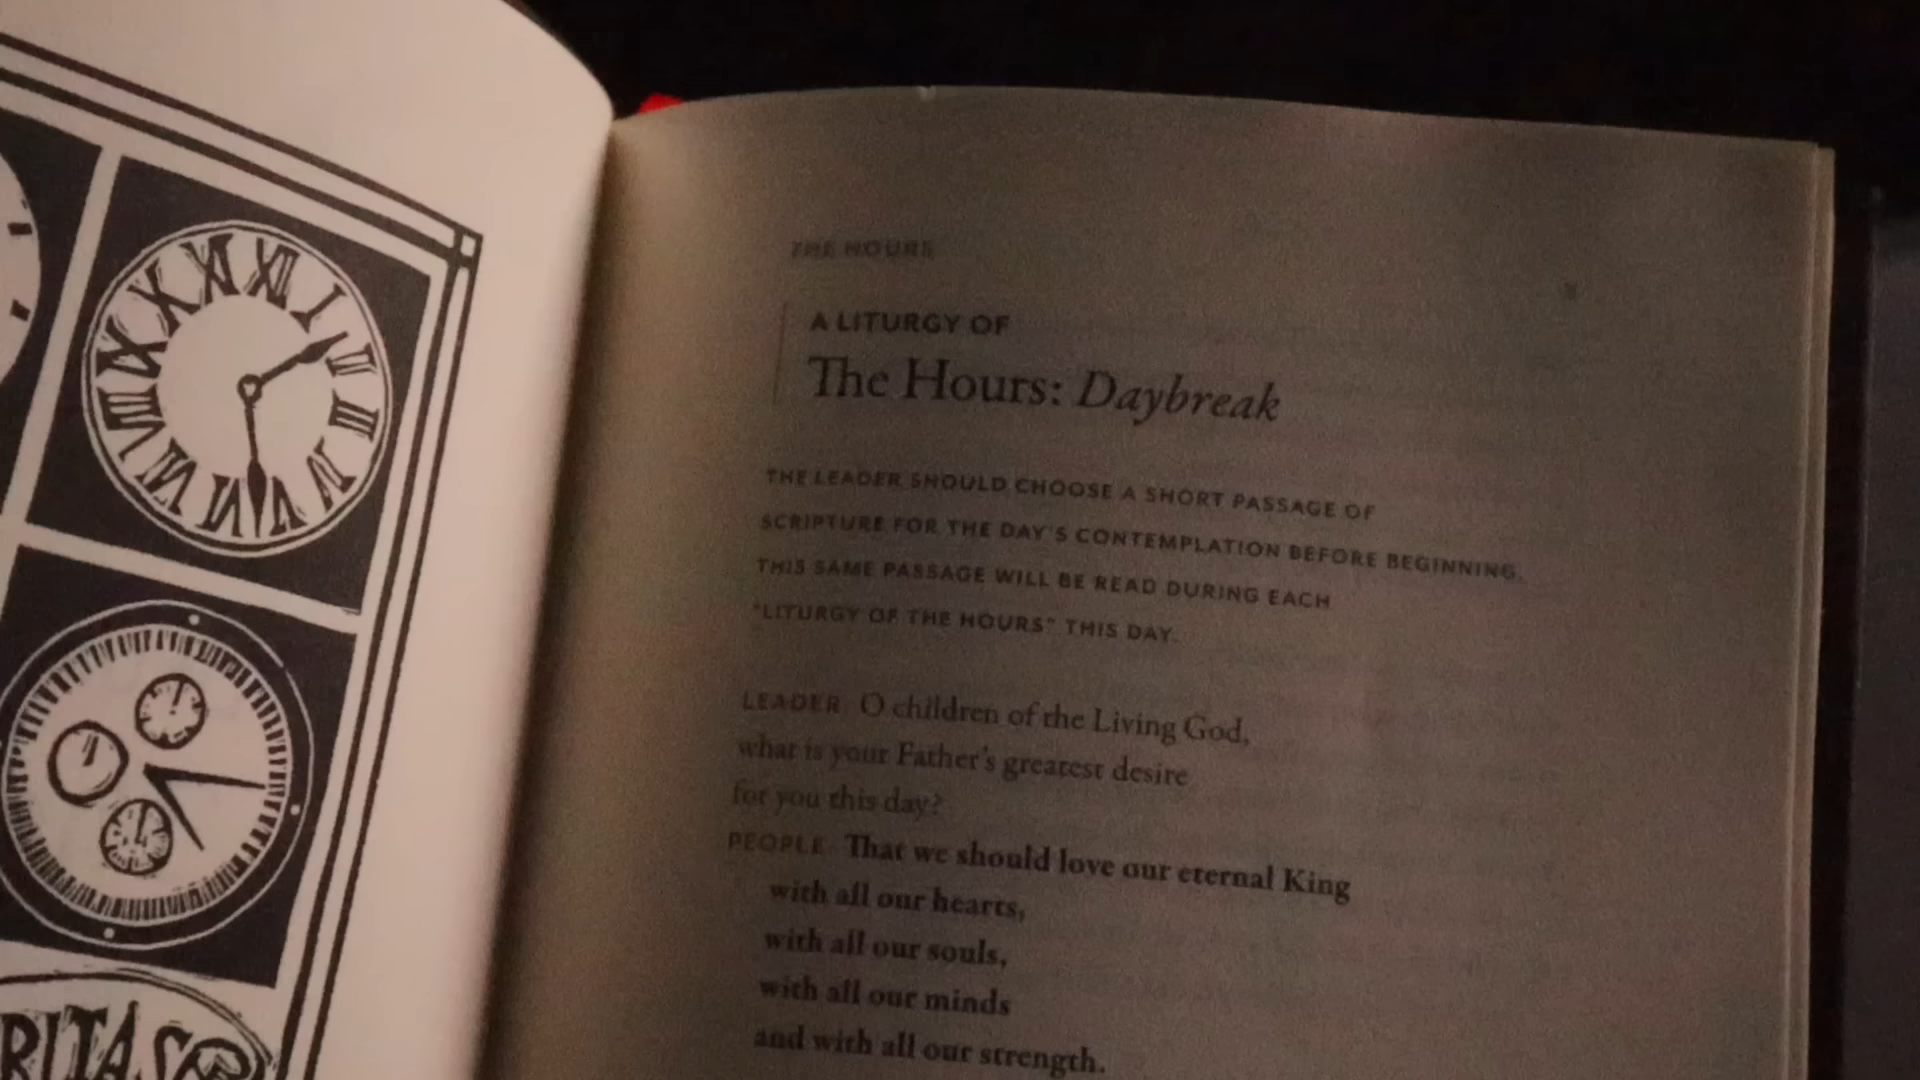 THE HOURS
A LITURGY OF
The Hours: Daybreak
THE LEADER SHOULD CHOOSE A SHORT PASSAGE OF
SCRIPTURE FOR THE DAY'S CONTEMPLATION BEFORE BEGINNING.
THIS SAME PASSAGE WILL BE READ DURING EACH
"LITURGY OF THE HOURS" THIS DAY.
LEADER: O children of the Living God,
what is your Father's greatest desire
for you this day?
PEOPLE: That we should love our eternal King
with all our hearts,
with all our souls,
with all our minds
and with all our strength.